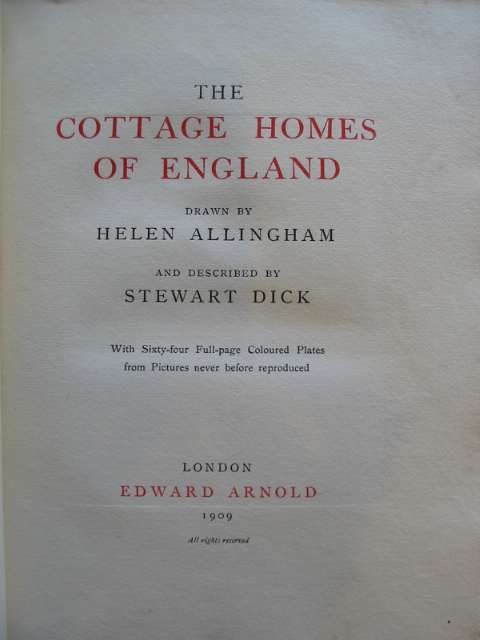 THE
COTTAGE HOMES
OF ENGLAND
DRAWN BY
HELEN ALLINGHAM
AND DESCRIBED BY
STEWART DICK
With Sixty-four Full-page Coloured Plates
from Pictures never before reproduced
LONDON
EDWARD ARNOLD
1909
All rights reserved